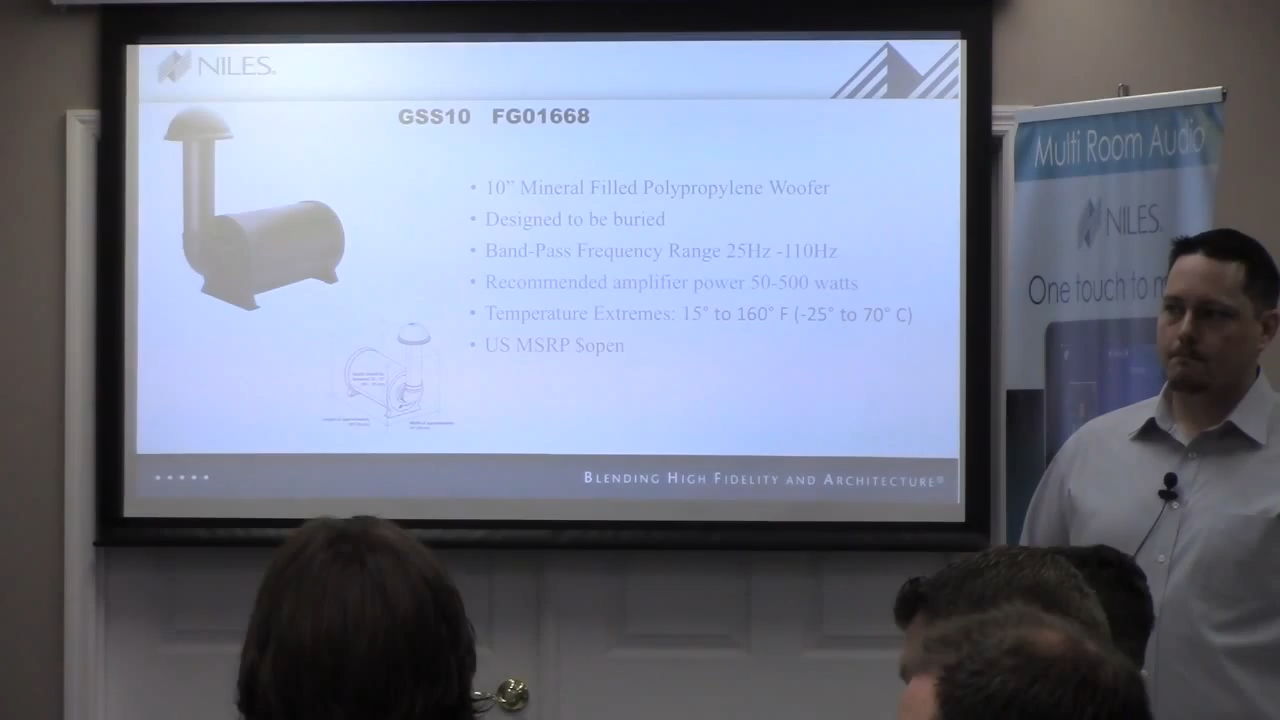 NILES®
GSS10 FG01668
• 10” Mineral Filled Polypropylene Woofer
• Designed to be buried
• Band-Pass Frequency Range 25Hz -110Hz
• Recommended amplifier power 50-500 watts
• Temperature Extremes: 15° to 160° F (-25° to 70° C)
• US MSRP $open
BLENDING HIGH FIDELITY AND ARCHITECTURE®
Multi Room Audio
NILES®
One touch to